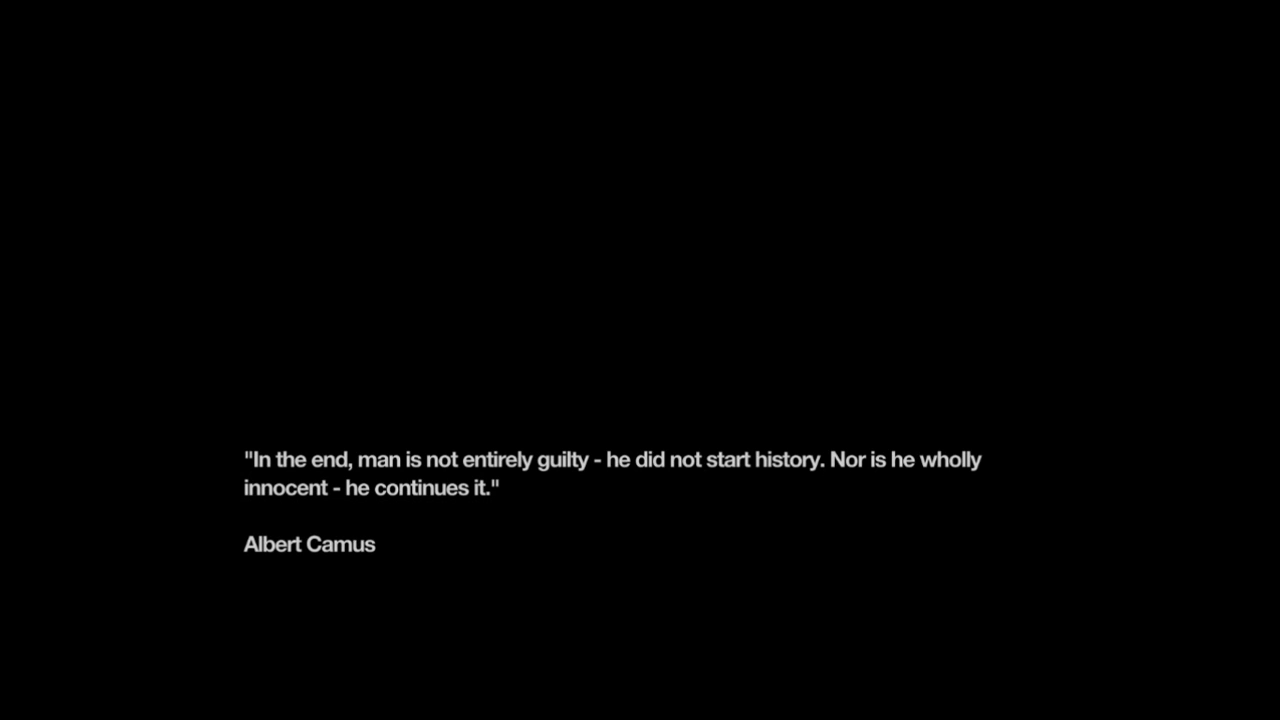 "In the end, man is not entirely guilty - he did not start history. Nor is he wholly
innocent - he continues it."
Albert Camus